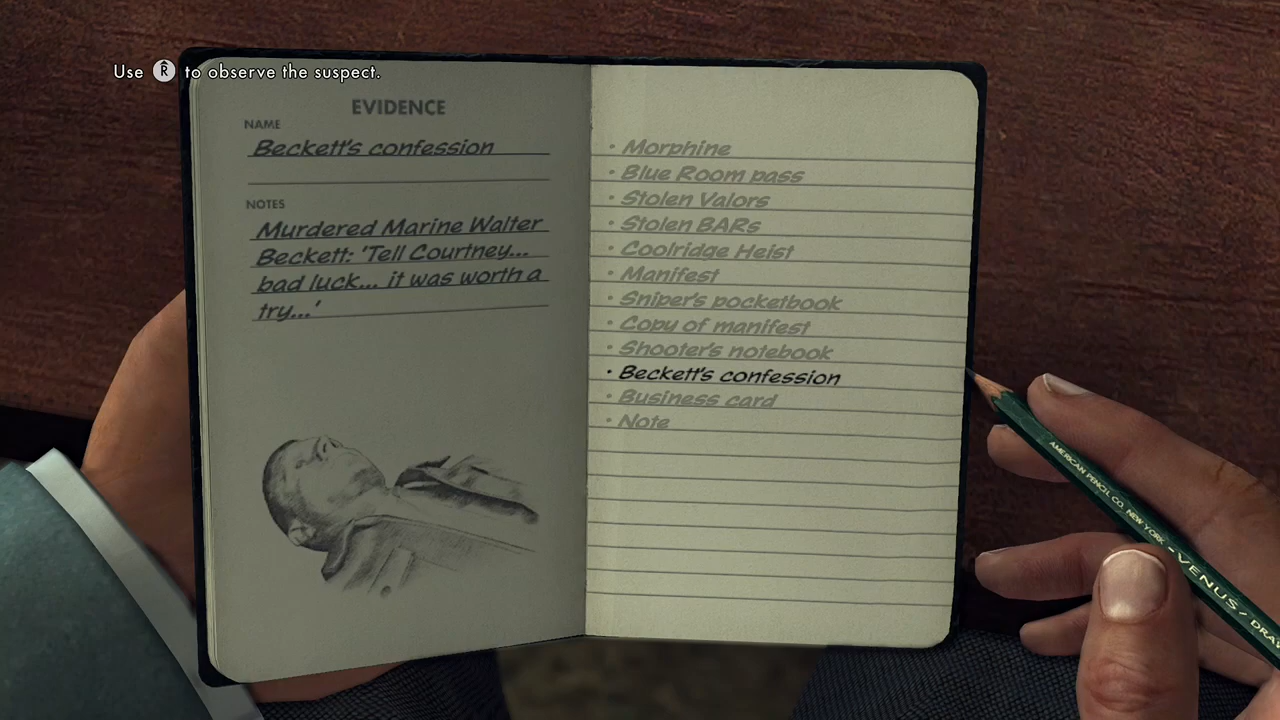 Use R to observe the suspect.
EVIDENCE
NAME
Beckett's confession
NOTES
Murdered Marine Walter
Beckett: 'Tell Courtney...
bad luck... it was worth a
try...'
• Morphine
• Blue Room pass
• Stolen Valors
• Stolen BARs
• Coolridge Heist
• Manifest
• Sniper's pocketbook
• Copy of manifest
• Shooter's notebook
• Beckett's confession
• Business card
• Note
AMERICAN PENCIL CO. NEW YORK - VENUS / DRAW